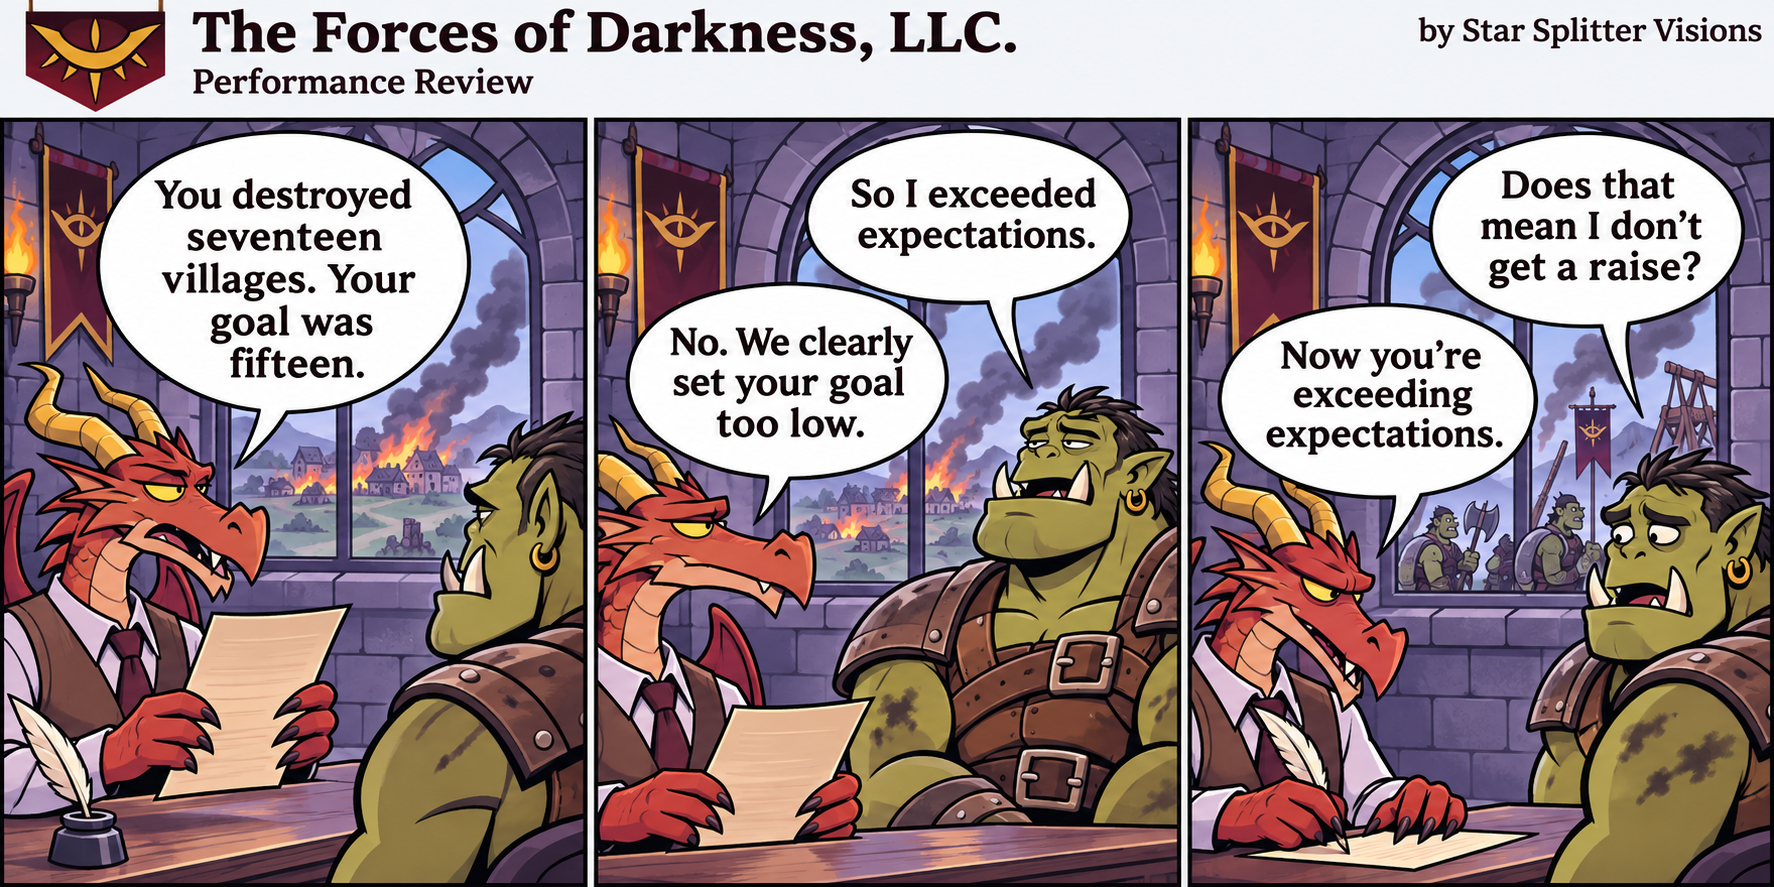 The Forces of Darkness, LLC.
Performance Review
by Star Splitter Visions
You destroyed
seventeen
villages. Your
goal was
fifteen.
So I exceeded
expectations.
No. We clearly
set your goal
too low.
Does that
mean I don't
get a raise?
Now you're
exceeding
expectations.